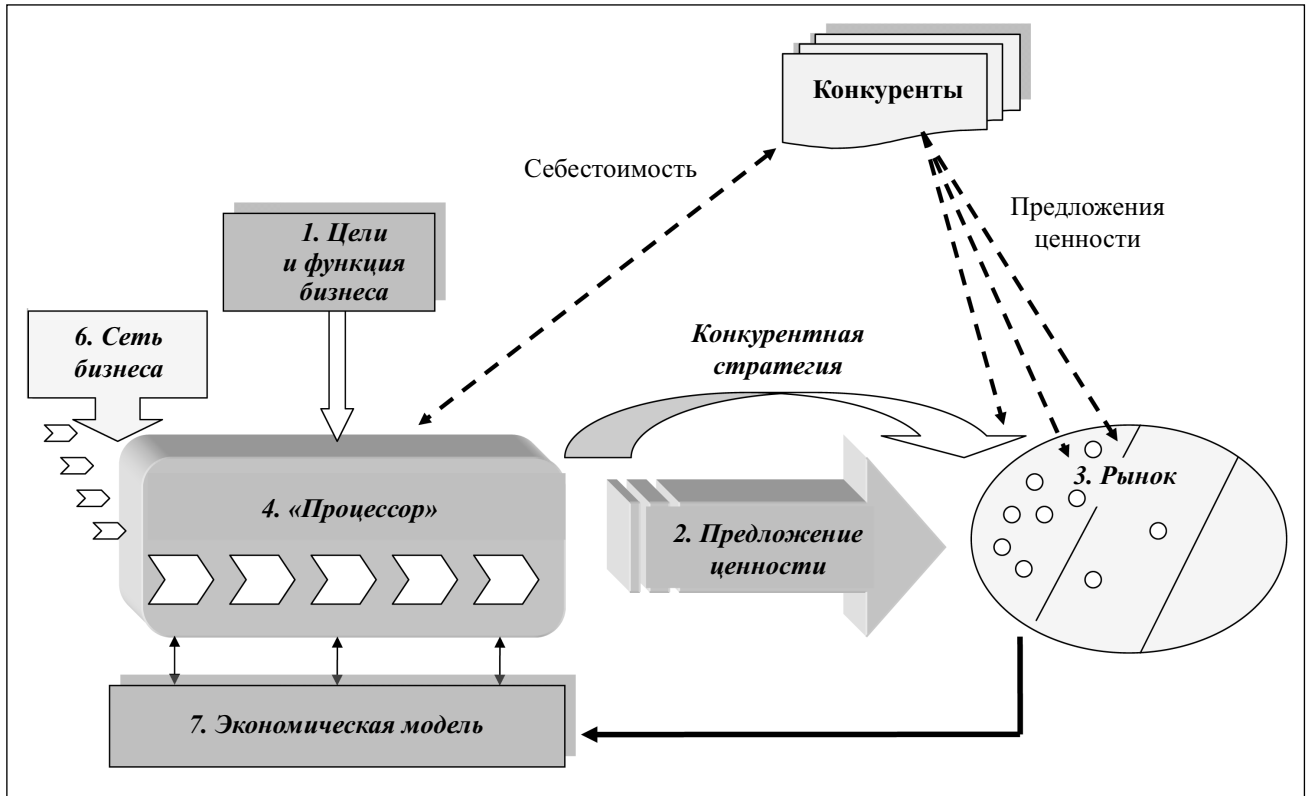 Конкуренты
Себестоимость
Предложения
ценности
1. Цели
и функция
бизнеса
6. Сеть
бизнеса
Конкурентная
стратегия
3. Рынок
4. «Процессор»
2. Предложение
ценности
7. Экономическая модель